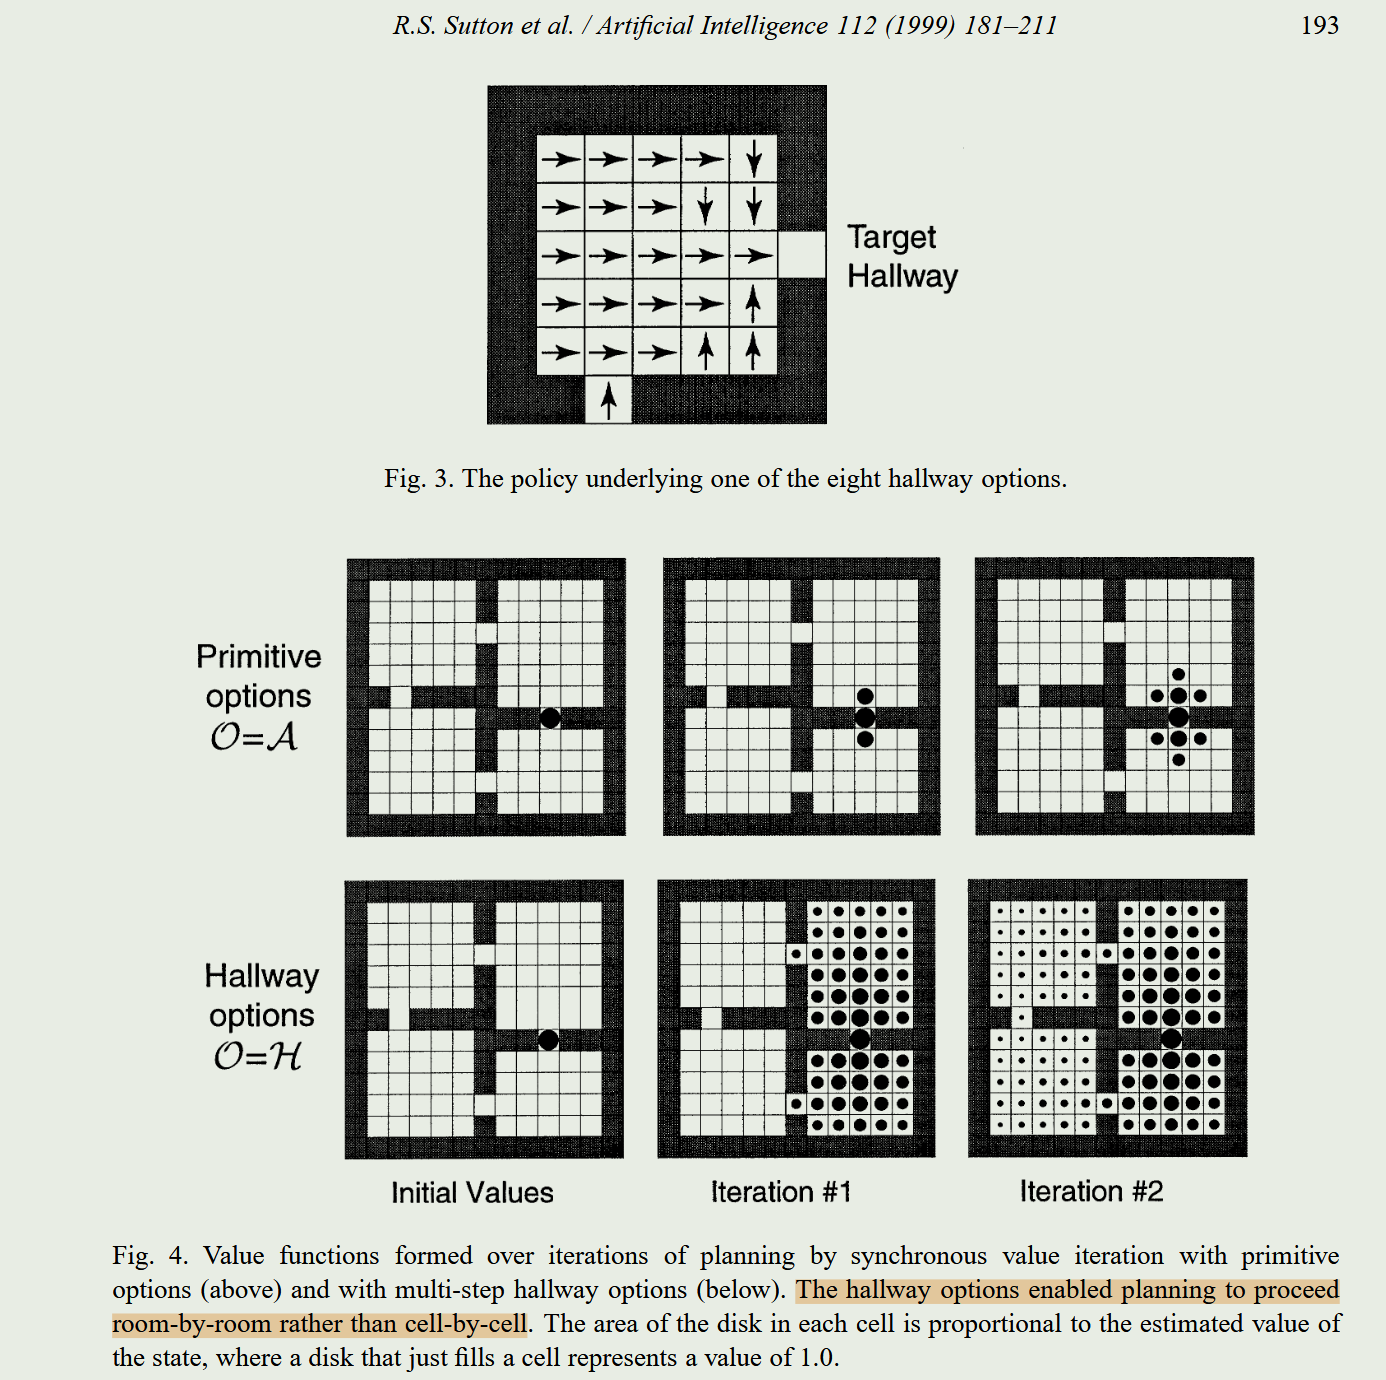 R.S. Sutton et al. / Artificial Intelligence 112 (1999) 181–211
193
Target
Hallway
Fig. 3. The policy underlying one of the eight hallway options.
Primitive
options
𝒪=𝒜
Hallway
options
𝒪=ℋ
Initial Values
Iteration #1
Iteration #2
Fig. 4. Value functions formed over iterations of planning by synchronous value iteration with primitive
options (above) and with multi-step hallway options (below). The hallway options enabled planning to proceed
room-by-room rather than cell-by-cell. The area of the disk in each cell is proportional to the estimated value of
the state, where a disk that just fills a cell represents a value of 1.0.